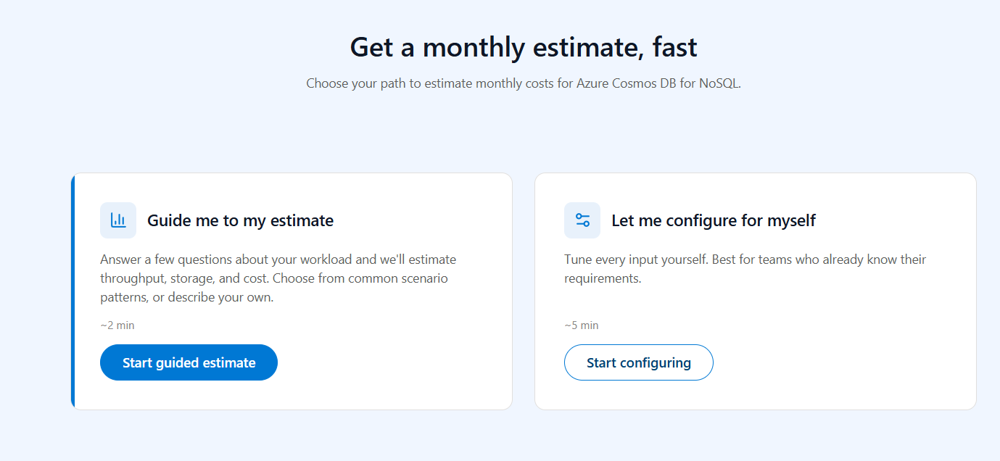 Get a monthly estimate, fast
Choose your path to estimate monthly costs for Azure Cosmos DB for NoSQL.
Guide me to my estimate
Answer a few questions about your workload and we'll estimate
throughput, storage, and cost. Choose from common scenario
patterns, or describe your own.
~2 min
Start guided estimate
Let me configure for myself
Tune every input yourself. Best for teams who already know their
requirements.
~5 min
Start configuring